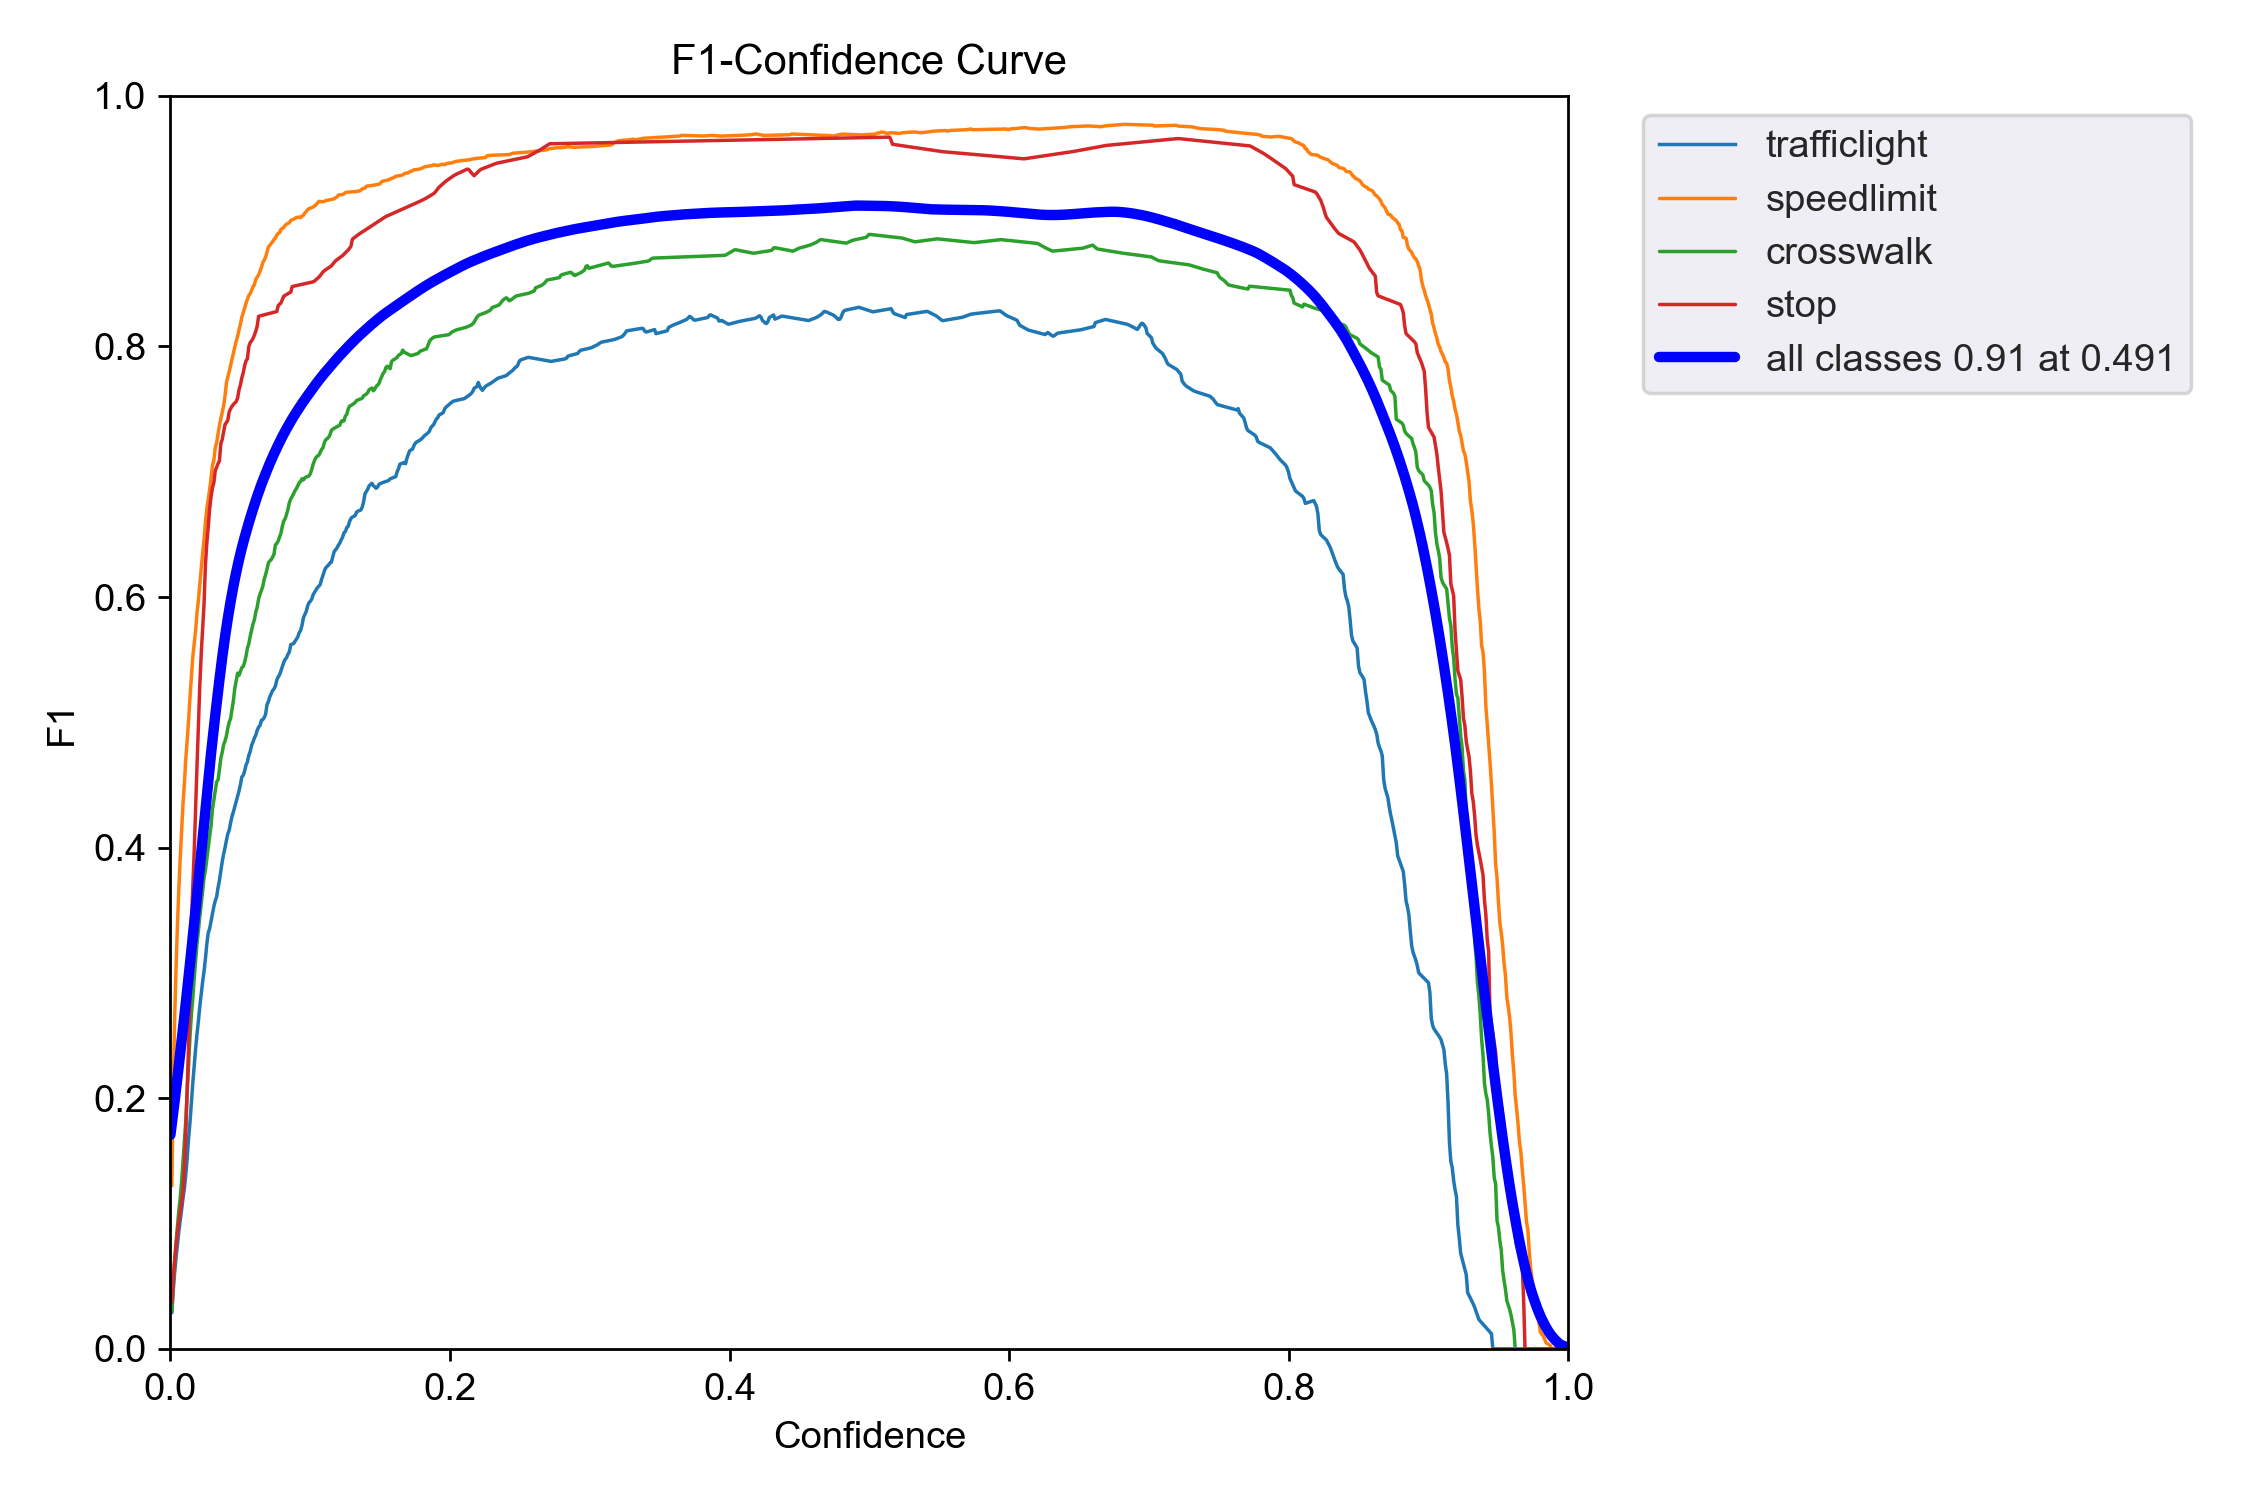 F1-Confidence Curve
1.0
0.8
0.6
0.4
0.2
0.0
F1
0.0 0.2 0.4 0.6 0.8 1.0
Confidence
trafficlight
speedlimit
crosswalk
stop
all classes 0.91 at 0.491